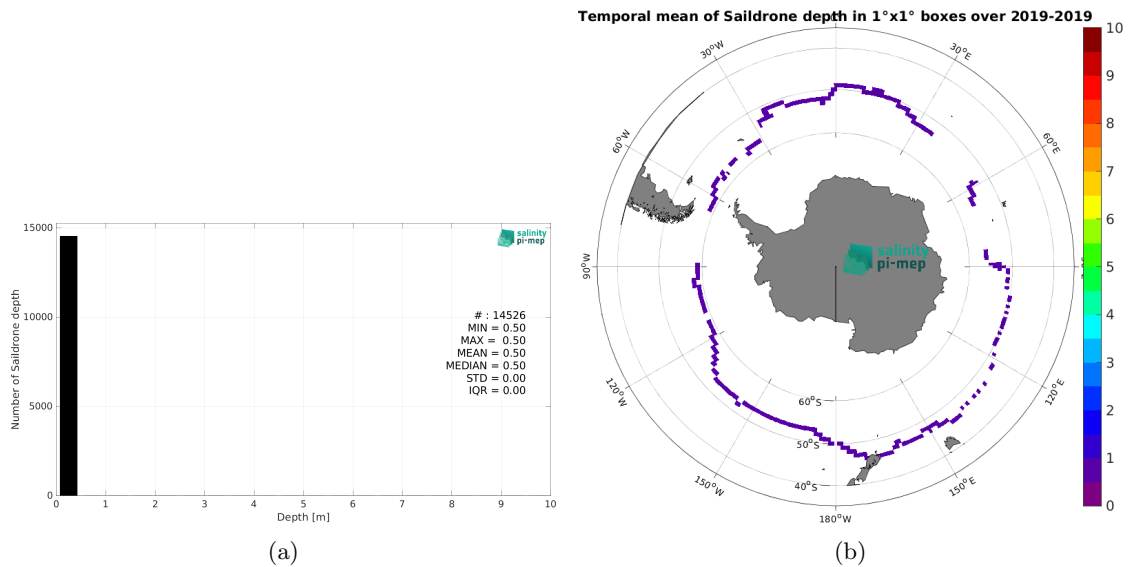 Temporal mean of Saildrone depth in 1°x1° boxes over 2019-2019
15000
10000
5000
0
Number of Saildrone depth
salinity
pi-mep
# : 14526
MIN = 0.50
MAX = 0.50
MEAN = 0.50
MEDIAN = 0.50
STD = 0.00
IQR = 0.00
0 1 2 3 4 5 6 7 8 9 10
Depth [m]
(a)
30°W
30°E
60°W
60°E
90°W
120°W
120°E
150°W
150°E
180°W
60°S
50°S
40°S
salinity
pi-mep
10
9
8
7
6
5
4
3
2
1
0
(b)